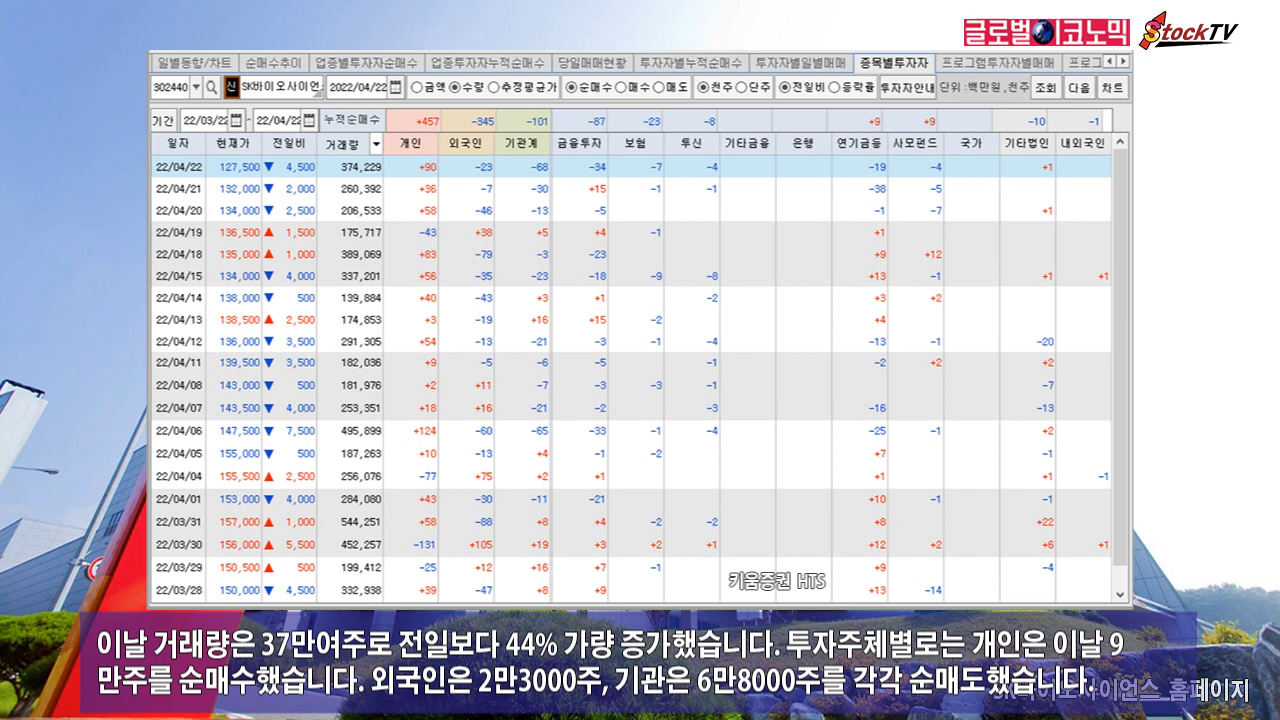 글로벌이코노믹 StockTV
일별동향/차트 순매수추이 업종별투자자순매수 업종투자자누적순매수 당일매매현황 투자자별누적순매수 투자자별일별매매 종목별투자자 프로그램투자자별매매 프로그
302440 신 SK바이오사이언 2022/04/22 금액 수량 추정평균가 순매수 매수 매도 천주 단주 전일비 등락률 투자자안내 단위:백만원,천주 조회 다음 차트
기간 22/03/22 - 22/04/22 누적순매수 +457 -345 -101 -87 -23 -8 +9 +9 -10 -1
일자 현재가 전일비 거래량 개인 외국인 기관계 금융투자 보험 투신 기타금융 은행 연기금등 사모펀드 국가 기타법인 내외국인
22/04/22 127,500 ▼ 4,500 374,229 +90 -23 -68 -34 -7 -4 -19 -4 +1
22/04/21 132,000 ▼ 2,000 260,392 +36 -7 -30 +15 -1 -1 -38 -5
22/04/20 134,000 ▼ 2,500 206,533 +58 -46 -13 -5 -1 -7 +1
22/04/19 136,500 ▲ 1,500 175,717 -43 +38 +5 +4 -1 +1
22/04/18 135,000 ▲ 1,000 389,069 +83 -79 -3 -23 +9 +12
22/04/15 134,000 ▼ 4,000 337,201 +56 -35 -23 -18 -9 -8 +13 -1 +1 +1
22/04/14 138,000 ▼ 500 139,884 +40 -43 +3 +1 -2 +3 +2
22/04/13 138,500 ▲ 2,500 174,853 +3 -19 +16 +15 -2 +4
22/04/12 136,000 ▼ 3,500 291,305 +54 -13 -21 -3 -1 -4 -13 -1 -20
22/04/11 139,500 ▼ 3,500 182,036 +9 -5 -6 -5 -1 -2 +2 +2
22/04/08 143,000 ▼ 500 181,976 +2 +11 -7 -3 -3 -1 -7
22/04/07 143,500 ▼ 4,000 253,351 +18 +16 -21 -2 -3 -16 -13
22/04/06 147,500 ▼ 7,500 495,899 +124 -60 -65 -33 -1 -4 -25 -1 +2
22/04/05 155,000 ▼ 500 187,263 +10 -13 +4 -1 -2 +7 -1
22/04/04 155,500 ▲ 2,500 256,076 -77 +75 +2 +1 +1 +1 -1
22/04/01 153,000 ▼ 4,000 284,080 +43 -30 -11 -21 +10 -1 -1
22/03/31 157,000 ▲ 1,000 544,251 +58 -88 +8 +4 -2 -2 +8 +22
22/03/30 156,000 ▲ 5,500 452,257 -131 +105 +19 +3 +2 +1 +12 +2 +6 +1
22/03/29 150,500 ▲ 500 199,412 -25 +12 +16 +7 -1 +9 -4
22/03/28 150,000 ▼ 4,500 332,938 +39 -47 +8 +9 +13 -14
키움증권 HTS
이날 거래량은 37만여주로 전일보다 44% 가량 증가했습니다. 투자주체별로는 개인은 이날 9
만주를 순매수했습니다. 외국인은 2만3000주, 기관은 6만8000주를 각각 순매도했습니다.
SK바이오사이언스 홈페이지